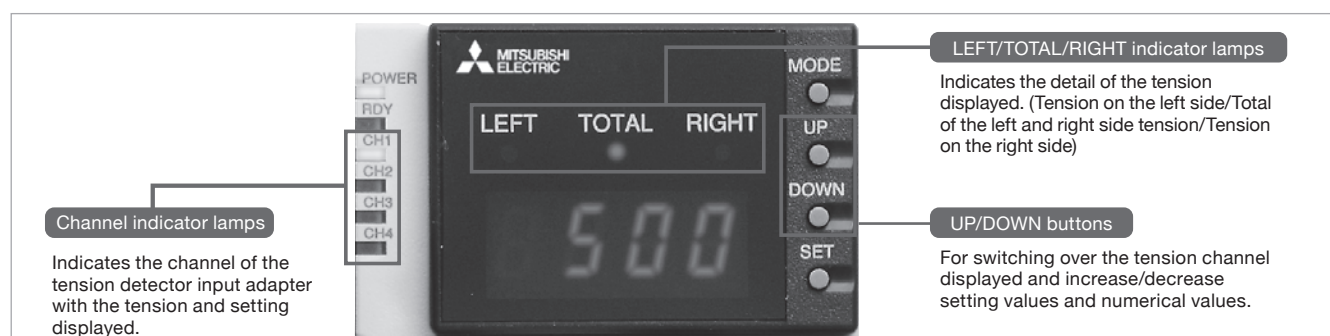 MITSUBISHI
ELECTRIC
POWER
RDY
CH1
CH2
CH3
CH4
LEFT TOTAL RIGHT
500
MODE
UP
DOWN
SET
Channel indicator lamps
Indicates the channel of the
tension detector input adapter
with the tension and setting
displayed.
LEFT/TOTAL/RIGHT indicator lamps
Indicates the detail of the tension
displayed. (Tension on the left side/Total
of the left and right side tension/Tension
on the right side)
UP/DOWN buttons
For switching over the tension channel
displayed and increase/decrease
setting values and numerical values.